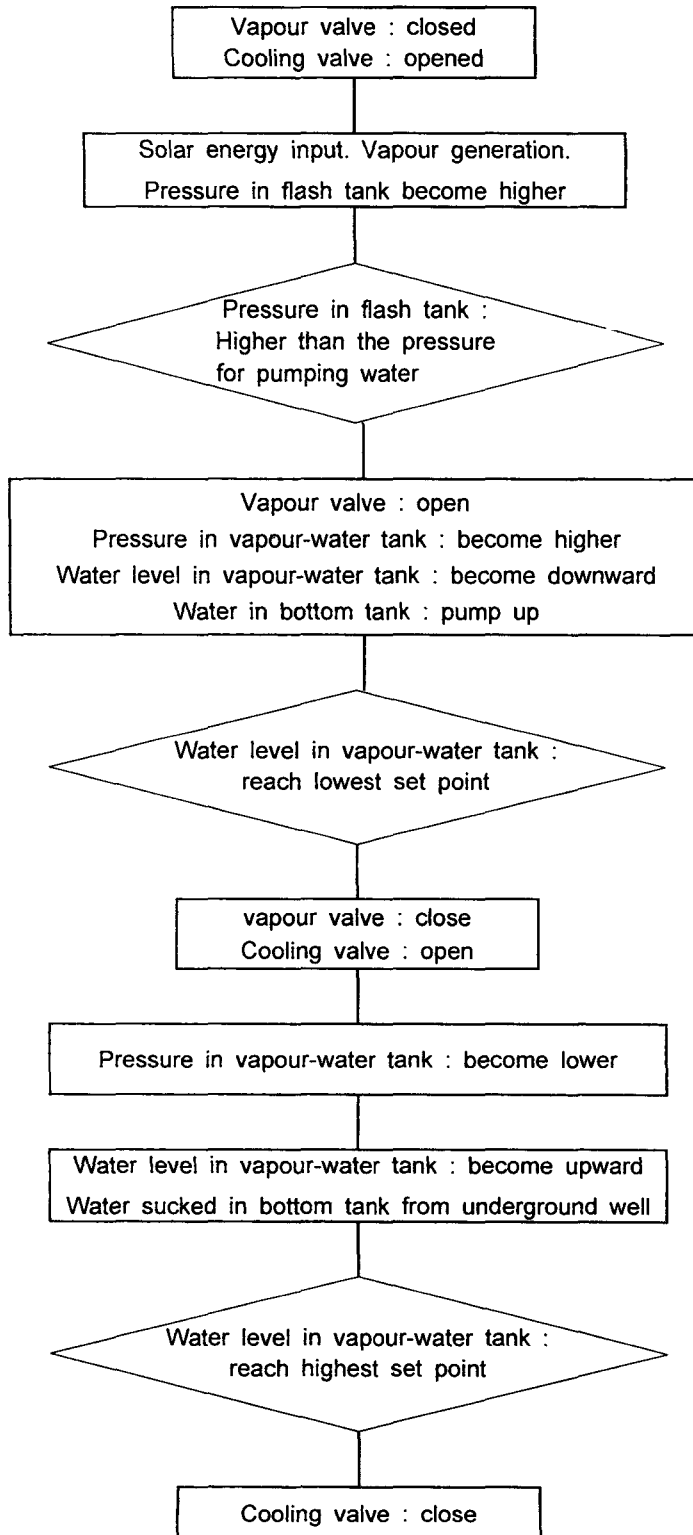 Vapour valve : closed
Cooling valve : opened
Solar energy input. Vapour generation.
Pressure in flash tank become higher
Pressure in flash tank :
Higher than the pressure
for pumping water
Vapour valve : open
Pressure in vapour-water tank : become higher
Water level in vapour-water tank : become downward
Water in bottom tank : pump up
Water level in vapour-water tank :
reach lowest set point
vapour valve : close
Cooling valve : open
Pressure in vapour-water tank : become lower
Water level in vapour-water tank : become upward
Water sucked in bottom tank from underground well
Water level in vapour-water tank :
reach highest set point
Cooling valve : close